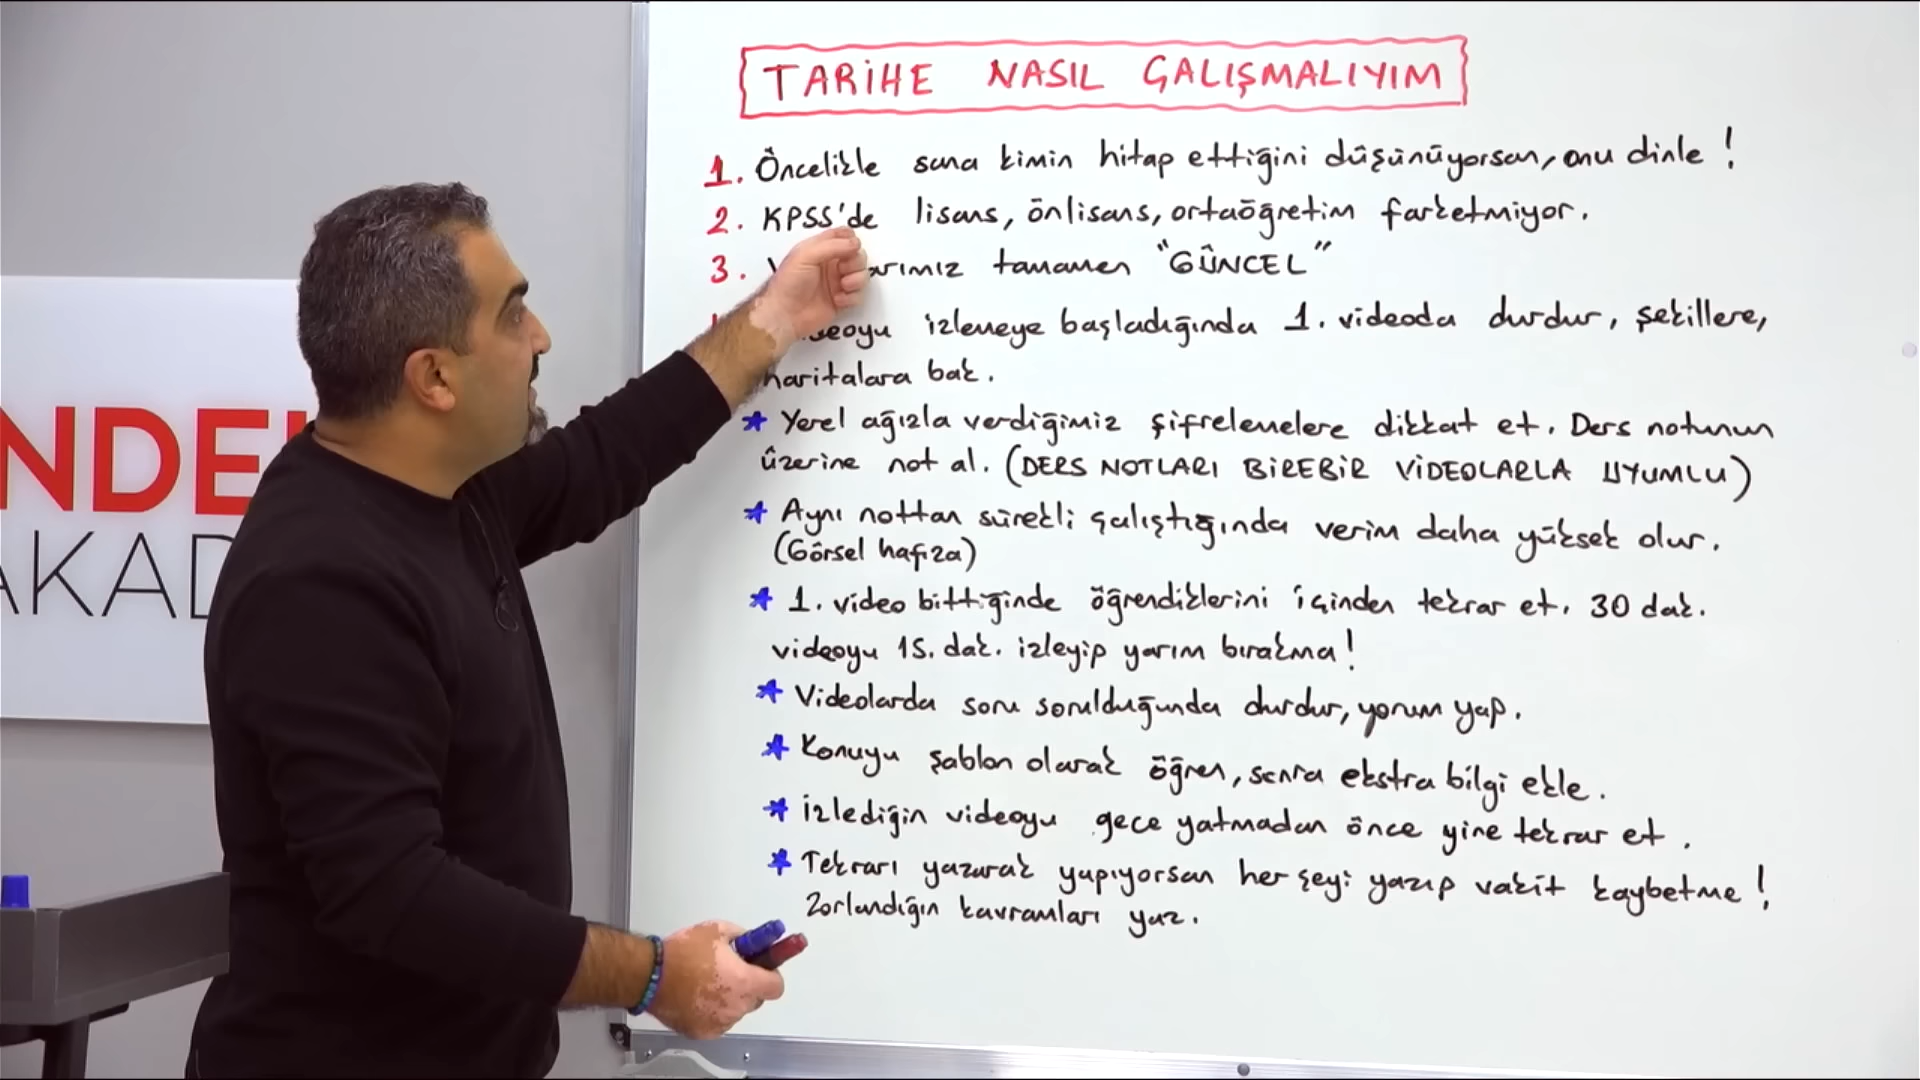 NDE
AKAD
TARİHE NASIL ÇALIŞMALIYIM
1. Öncelikle sana kimin hitap ettiğini düşünüyorsan, onu dinle !
2. KPSS'de lisans, önlisans, ortaöğretim farketmiyor.
3. tamamen "GÜNCEL"
izlemeye başladığında 1. videoda durdur, şekillere,
haritalara bak.
* Yerel ağızla verdiğimiz şifrelemelere dikkat et. Ders notunun
üzerine not al. (DERS NOTLARI BİREBİR VİDEOLARLA UYUMLU)
* Aynı nottan sürekli çalıştığında verim daha yüksek olur.
(Görsel hafıza)
* 1. video bittiğinde öğrendiklerini içinden tekrar et. 30 dak.
videoyu 15. dak. izleyip yarım bırakma !
* Videolarda soru sorulduğunda durdur, yorum yap.
* Konuyu şablon olarak öğren, sonra ekstra bilgi ekle.
* İzlediğin videoyu gece yatmadan önce yine tekrar et.
* Tekrarı yazarak yapıyorsan her şeyi yazıp vakit kaybetme !
Zorlandığın kavramları yaz.